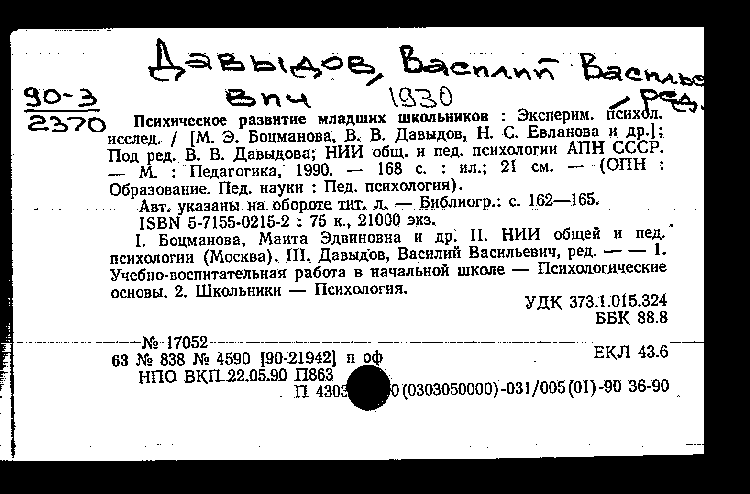 Давыдов, Василий Василье
90-3
2370
ВПЧ 1930 ред.
Психическое развитие младших школьников : Эксперим. психол.
исслед. / [М. Э. Боцманова, В. В. Давыдов, Н. С. Евланова и др.];
Под ред. В. В. Давыдова; НИИ общ. и пед. психологии АПН СССР.
— М. : Педагогика, 1990. — 168 с. : ил.; 21 см. — (ОПН :
Образование. Пед. науки : Пед. психология).
Авт. указаны на обороте тит. л. — Библиогр.: с. 162—165.
ISBN 5-7155-0215-2 : 75 к., 21000 экз.
I. Боцманова, Маита Эдвиновна и др. II. НИИ общей и пед.
психологии (Москва). III. Давыдов, Василий Васильевич, ред. — — 1.
Учебно-воспитательная работа в начальной школе — Психологические
основы. 2. Школьники — Психология.
УДК 373.1.015.324
ББК 88.8
№ 17052
63 № 838 № 4590 [90-21942] п оф
ЕКЛ 43.6
НПО ВКП 22.05.90 П863
П 4303 0(0303050000)-031/005(01)-90 36-90